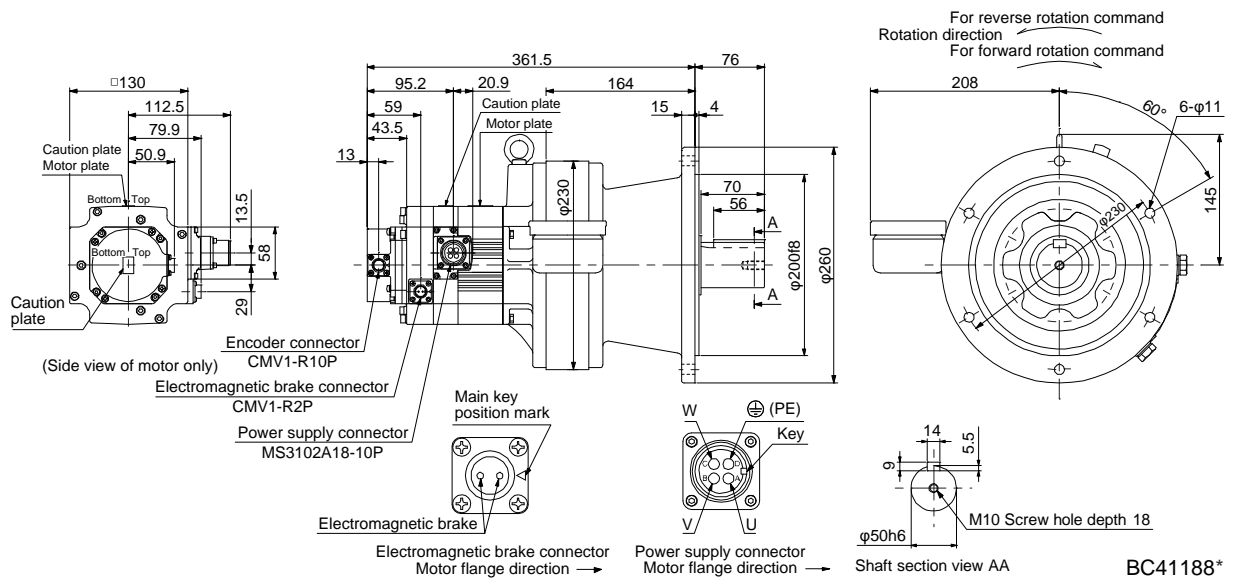 For reverse rotation command
Rotation direction
For forward rotation command
361.5
76
□130
95.2
20.9
164
208
112.5
59
Caution plate
15
4
60°
6-φ11
79.9
43.5
Motor plate
Caution plate
Motor plate
50.9
13
Bottom Top
13.5
φ230
70
56
145
φ230
58
A
Bottom Top
φ200f8
φ260
29
A
Caution
plate
Encoder connector
CMV1-R10P
(Side view of motor only)
Electromagnetic brake connector
CMV1-R2P
Main key
position mark
W
(PE)
Key
Power supply connector
MS3102A18-10P
14
5.5
9
C
D
B
A
Electromagnetic brake
V
U
M10 Screw hole depth 18
φ50h6
Electromagnetic brake connector
Motor flange direction
Power supply connector
Motor flange direction
Shaft section view AA
BC41188*